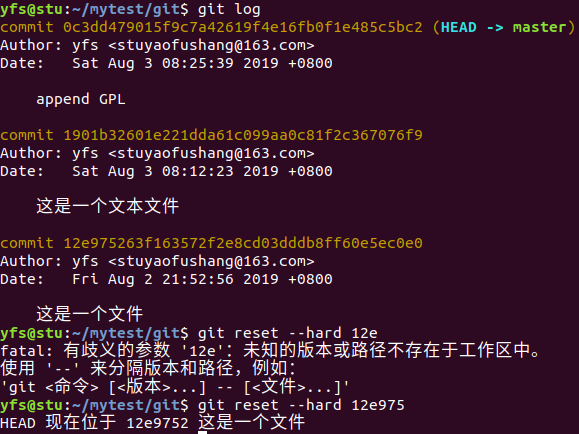 yfs@stu:~/mytest/git$ git log
commit 0c3dd479015f9c7a42619f4e16fb0f1e485c5bc2 (HEAD -> master)
Author: yfs <stuyaofushang@163.com>
Date:   Sat Aug 3 08:25:39 2019 +0800
append GPL
commit 1901b32601e221dda61c099aa0c81f2c367076f9
Author: yfs <stuyaofushang@163.com>
Date:   Sat Aug 3 08:12:23 2019 +0800
这是一个文本文件
commit 12e975263f163572f2e8cd03dddb8ff60e5ec0e0
Author: yfs <stuyaofushang@163.com>
Date:   Fri Aug 2 21:52:56 2019 +0800
这是一个文件
yfs@stu:~/mytest/git$ git reset --hard 12e
fatal: 有歧义的参数 '12e'：未知的版本或路径不存在于工作区中。
使用 '--' 来分隔版本和路径，例如：
'git <命令> [<版本>...] -- [<文件>...]'
yfs@stu:~/mytest/git$ git reset --hard 12e975
HEAD 现在位于 12e9752 这是一个文件